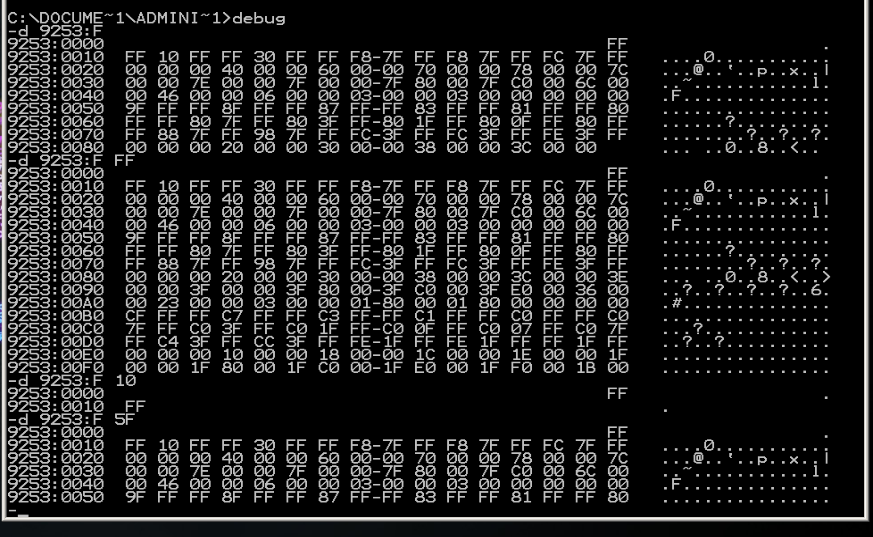 C:\DOCUME~1\ADMINI~1>debug
-d 9253:F
9253:0000 FF .
9253:0010 FF 10 FF FF 30 FF FF F8-7F FF F8 7F FF FC 7F FF ....0...........
9253:0020 00 00 00 40 00 00 60 00-00 70 00 00 78 00 00 7C ...@..`..p..x..|
9253:0030 00 00 7E 00 00 7F 00 00-7F 80 00 7F C0 00 6C 00 ..~...........l.
9253:0040 00 46 00 00 06 00 00 03-00 00 03 00 00 00 00 00 .F..............
9253:0050 9F FF FF 8F FF FF 87 FF-FF 83 FF FF 81 FF FF 80 ................
9253:0060 FF FF 80 7F FF 80 3F FF-80 1F FF 80 0F FF 80 FF ......?.........
9253:0070 FF 88 7F FF 98 7F FF FC-3F FF FC 3F FF FE 3F FF ........?..?..?.
9253:0080 00 00 00 20 00 00 30 00-00 38 00 00 3C 00 00 ... ..0..8..<..
-d 9253:F FF
9253:0000 FF .
9253:0010 FF 10 FF FF 30 FF FF F8-7F FF F8 7F FF FC 7F FF ....0...........
9253:0020 00 00 00 40 00 00 60 00-00 70 00 00 78 00 00 7C ...@..`..p..x..|
9253:0030 00 00 7E 00 00 7F 00 00-7F 80 00 7F C0 00 6C 00 ..~...........l.
9253:0040 00 46 00 00 06 00 00 03-00 00 03 00 00 00 00 00 .F..............
9253:0050 9F FF FF 8F FF FF 87 FF-FF 83 FF FF 81 FF FF 80 ................
9253:0060 FF FF 80 7F FF 80 3F FF-80 1F FF 80 0F FF 80 FF ......?.........
9253:0070 FF 88 7F FF 98 7F FF FC-3F FF FC 3F FF FE 3F FF ........?..?..?.
9253:0080 00 00 00 20 00 00 30 00-00 38 00 00 3C 00 00 3E ... ..0..8..<..>
9253:0090 00 00 3F 00 00 3F 80 00-3F C0 00 3F E0 00 36 00 ..?..?..?..?..6.
9253:00A0 00 23 00 00 03 00 00 01-80 00 01 80 00 00 00 00 .#..............
9253:00B0 CF FF FF C7 FF FF C3 FF-FF C1 FF FF C0 FF FF C0 ................
9253:00C0 7F FF C0 3F FF C0 1F FF-C0 0F FF C0 07 FF C0 7F ...?............
9253:00D0 FF C4 3F FF CC 3F FF FE-1F FF FE 1F FF FF 1F FF ..?..?..........
9253:00E0 00 00 00 10 00 00 18 00-00 1C 00 00 1E 00 00 1F ................
9253:00F0 00 00 1F 80 00 1F C0 00-1F E0 00 1F F0 00 1B 00 ................
-d 9253:F 10
9253:0000 FF .
9253:0010 FF .
-d 9253:F 5F
9253:0000 FF .
9253:0010 FF 10 FF FF 30 FF FF F8-7F FF F8 7F FF FC 7F FF ....0...........
9253:0020 00 00 00 40 00 00 60 00-00 70 00 00 78 00 00 7C ...@..`..p..x..|
9253:0030 00 00 7E 00 00 7F 00 00-7F 80 00 7F C0 00 6C 00 ..~...........l.
9253:0040 00 46 00 00 06 00 00 03-00 00 03 00 00 00 00 00 .F..............
9253:0050 9F FF FF 8F FF FF 87 FF-FF 83 FF FF 81 FF FF 80 ................
-_